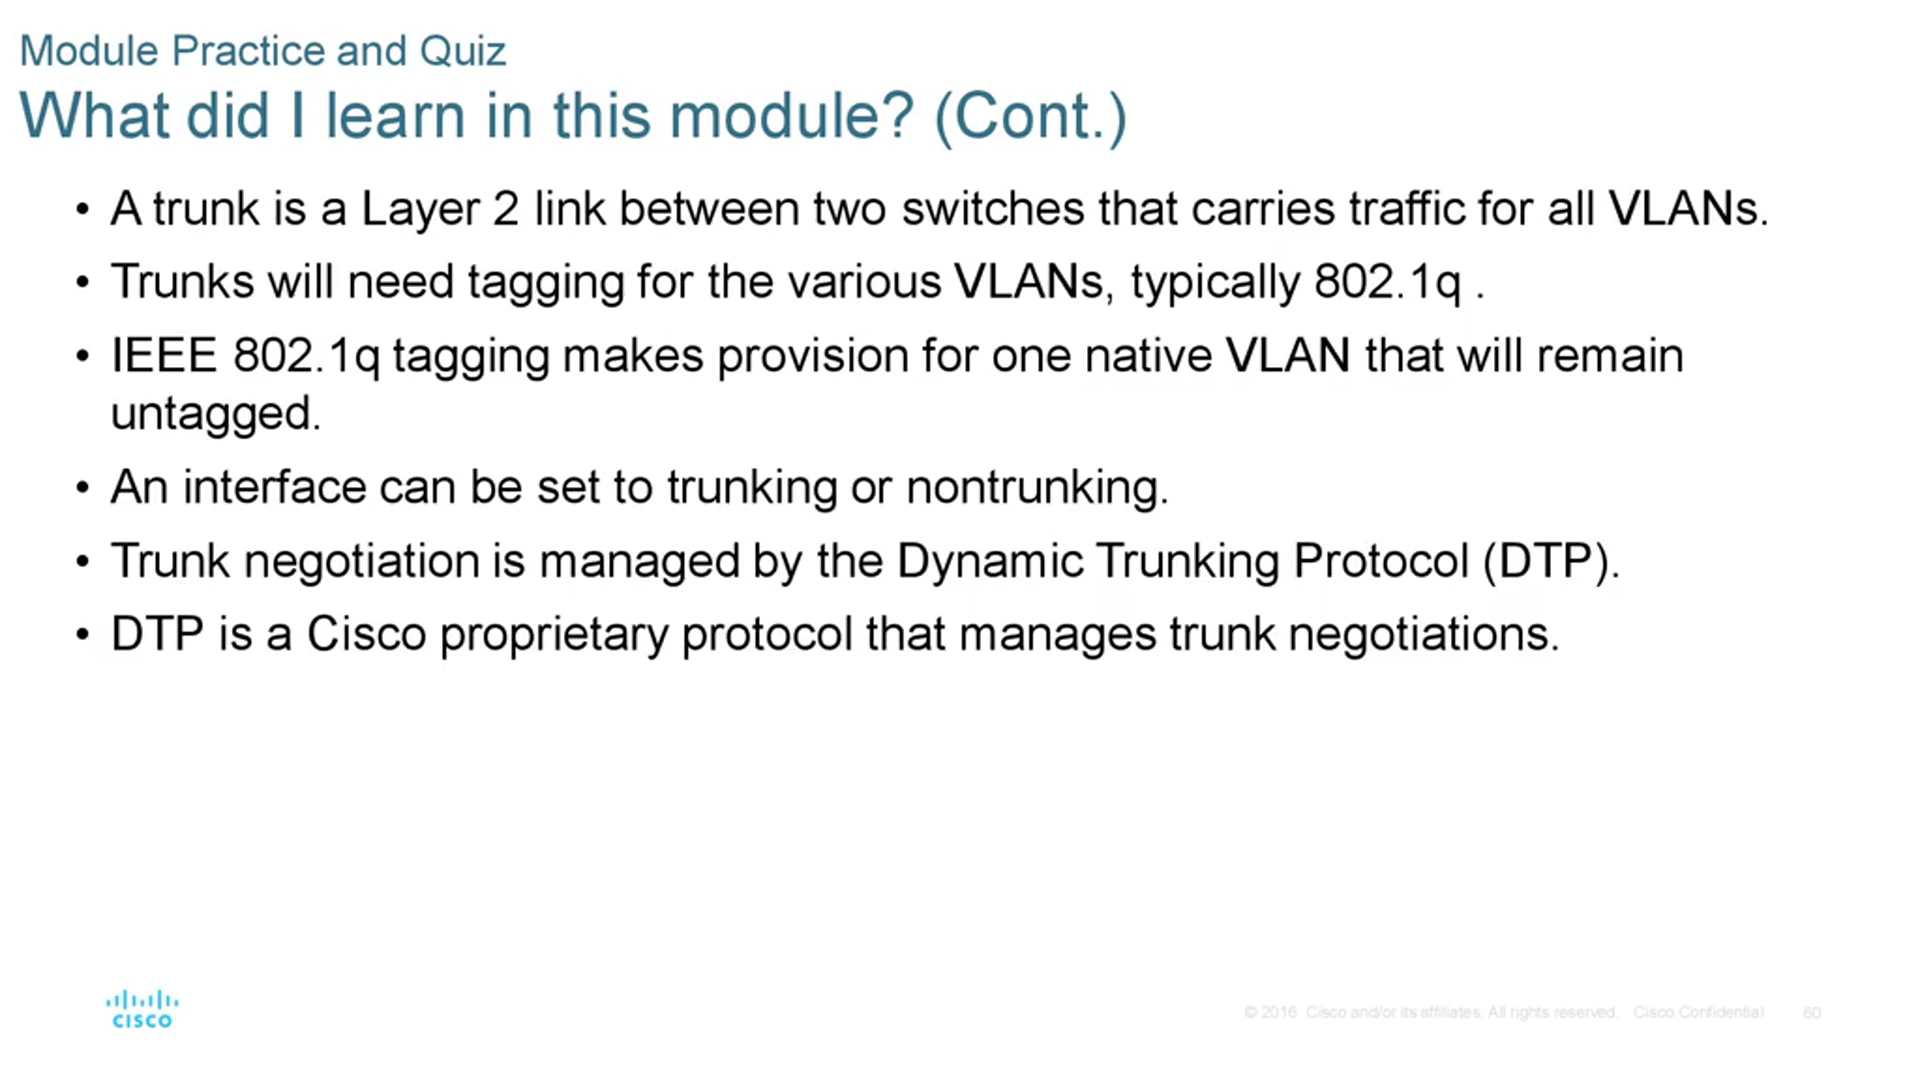 Module Practice and Quiz
What did I learn in this module? (Cont.)
• A trunk is a Layer 2 link between two switches that carries traffic for all VLANs.
• Trunks will need tagging for the various VLANs, typically 802.1q .
• IEEE 802.1q tagging makes provision for one native VLAN that will remain
untagged.
• An interface can be set to trunking or nontrunking.
• Trunk negotiation is managed by the Dynamic Trunking Protocol (DTP).
• DTP is a Cisco proprietary protocol that manages trunk negotiations.
CISCO
© 2016 Cisco and/or its affiliates. All rights reserved. Cisco Confidential 60